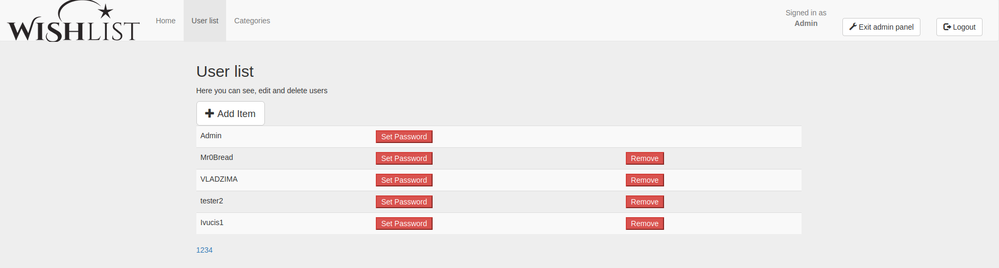 WISHLIST
Home User list Categories
Signed in as
Admin
Exit admin panel Logout
User list
Here you can see, edit and delete users
Add Item
Admin Set Password
Mr0Bread Set Password Remove
VLADZIMA Set Password Remove
tester2 Set Password Remove
Ivucis1 Set Password Remove
1234